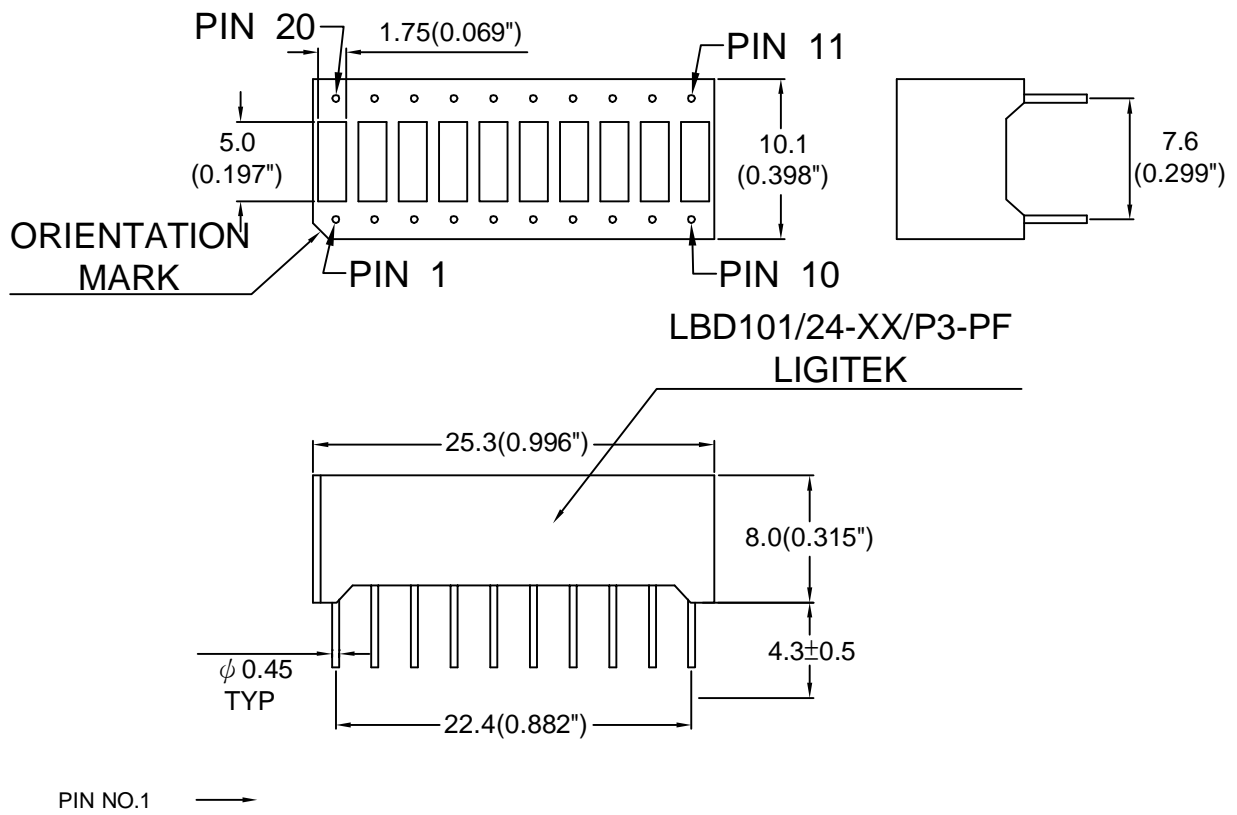 PIN 20
1.75(0.069")
PIN 11
5.0
(0.197")
10.1
(0.398")
7.6
(0.299")
ORIENTATION
MARK
PIN 1
PIN 10
LBD101/24-XX/P3-PF
LIGITEK
25.3(0.996")
8.0(0.315")
ϕ 0.45
TYP
4.3±0.5
22.4(0.882")
PIN NO.1